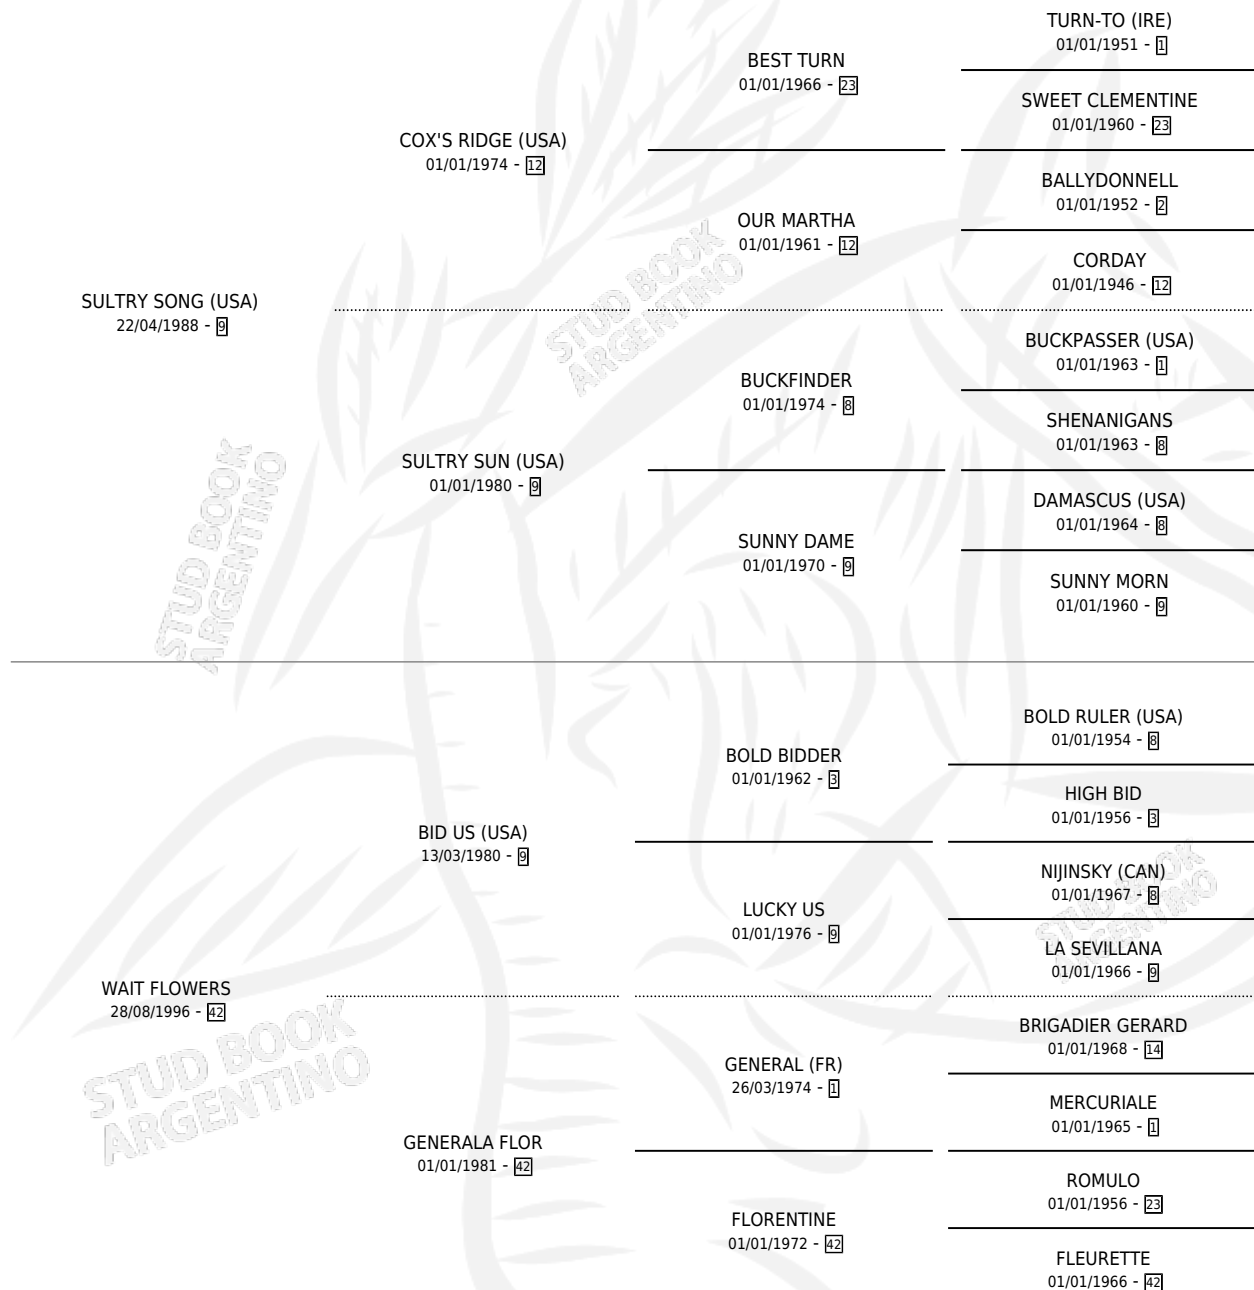 TURN-TO (IRE)
01/01/1951 - 1
BEST TURN
01/01/1966 - 23
SWEET CLEMENTINE
01/01/1960 - 23
COX'S RIDGE (USA)
01/01/1974 - 12
BALLYDONNELL
01/01/1952 - 2
OUR MARTHA
01/01/1961 - 12
CORDAY
01/01/1946 - 12
SULTRY SONG (USA)
22/04/1988 - 9
STUD BOOK
ARGENTINO
BUCKPASSER (USA)
01/01/1963 - 1
BUCKFINDER
01/01/1974 - 8
SHENANIGANS
01/01/1963 - 8
SULTRY SUN (USA)
01/01/1980 - 9
DAMASCUS (USA)
01/01/1964 - 8
SUNNY DAME
01/01/1970 - 9
SUNNY MORN
01/01/1960 - 9
STUD BOOK
ARGENTINO
BOLD RULER (USA)
01/01/1954 - 8
BOLD BIDDER
01/01/1962 - 3
HIGH BID
01/01/1956 - 3
BID US (USA)
13/03/1980 - 9
NIJINSKY (CAN)
01/01/1967 - 8
LUCKY US
01/01/1976 - 9
STUD BOOK
ARGENTINO
LA SEVILLANA
01/01/1966 - 9
WAIT FLOWERS
28/08/1996 - 42
BRIGADIER GERARD
01/01/1968 - 14
GENERAL (FR)
26/03/1974 - 1
STUD BOOK
ARGENTINO
MERCURIALE
01/01/1965 - 1
GENERALA FLOR
01/01/1981 - 42
ROMULO
01/01/1956 - 23
FLORENTINE
01/01/1972 - 42
FLEURETTE
01/01/1966 - 42